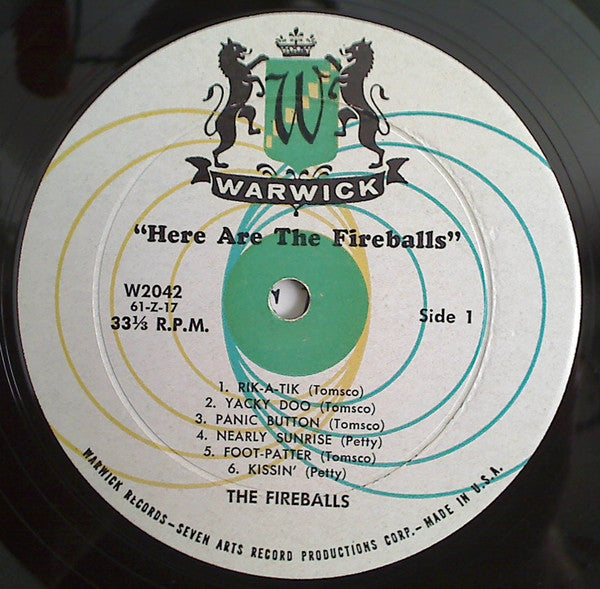 W
WARWICK
“Here Are The Fireballs”
W2042
61-Z-17
33⅓ R.P.M.
Side 1
1. RIK-A-TIK (Tomsco)
2. YACKY DOO (Tomsco)
3. PANIC BUTTON (Tomsco)
4. NEARLY SUNRISE (Petty)
5. FOOT-PATTER (Tomsco)
6. KISSIN' (Petty)
THE FIREBALLS
WARWICK RECORDS—SEVEN ARTS RECORD PRODUCTIONS CORP.—MADE IN U.S.A.